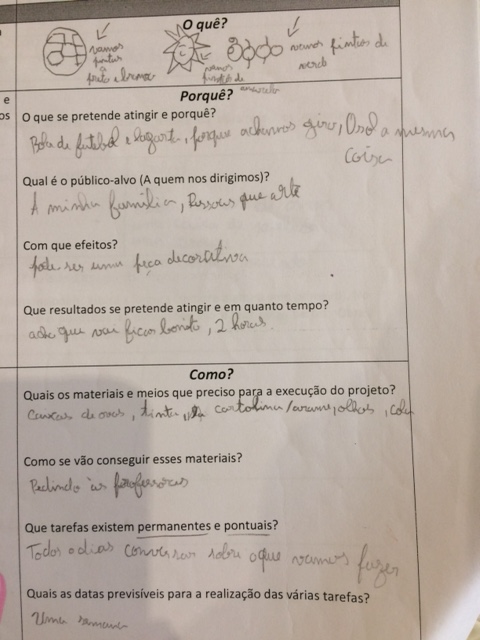 O quê?
vamos
pintar
a
preto e branco
vamos
pintar de
amarelo
vamos pintar de
verde
e
os
Porquê?
O que se pretende atingir e porquê?
Bola de futebol e lagarta, porque achamos giro, O sol a mesma
coisa
Qual é o público-alvo (A quem nos dirigimos)?
A minha família, Pessoas que arte
Com que efeitos?
pode ser uma peça decorativa
Que resultados se pretende atingir e em quanto tempo?
acho que vai ficar bonito, 2 horas.
Como?
Quais os materiais e meios que preciso para a execução do projeto?
Caixas de ovos, tinta, cartolina/arame, olhos, cola
Como se vão conseguir esses materiais?
Pedindo às professoras
Que tarefas existem permanentes e pontuais?
Todos o dias conversar sobre o que vamos fazer
Quais as datas previsíveis para a realização das várias tarefas?
Uma semana